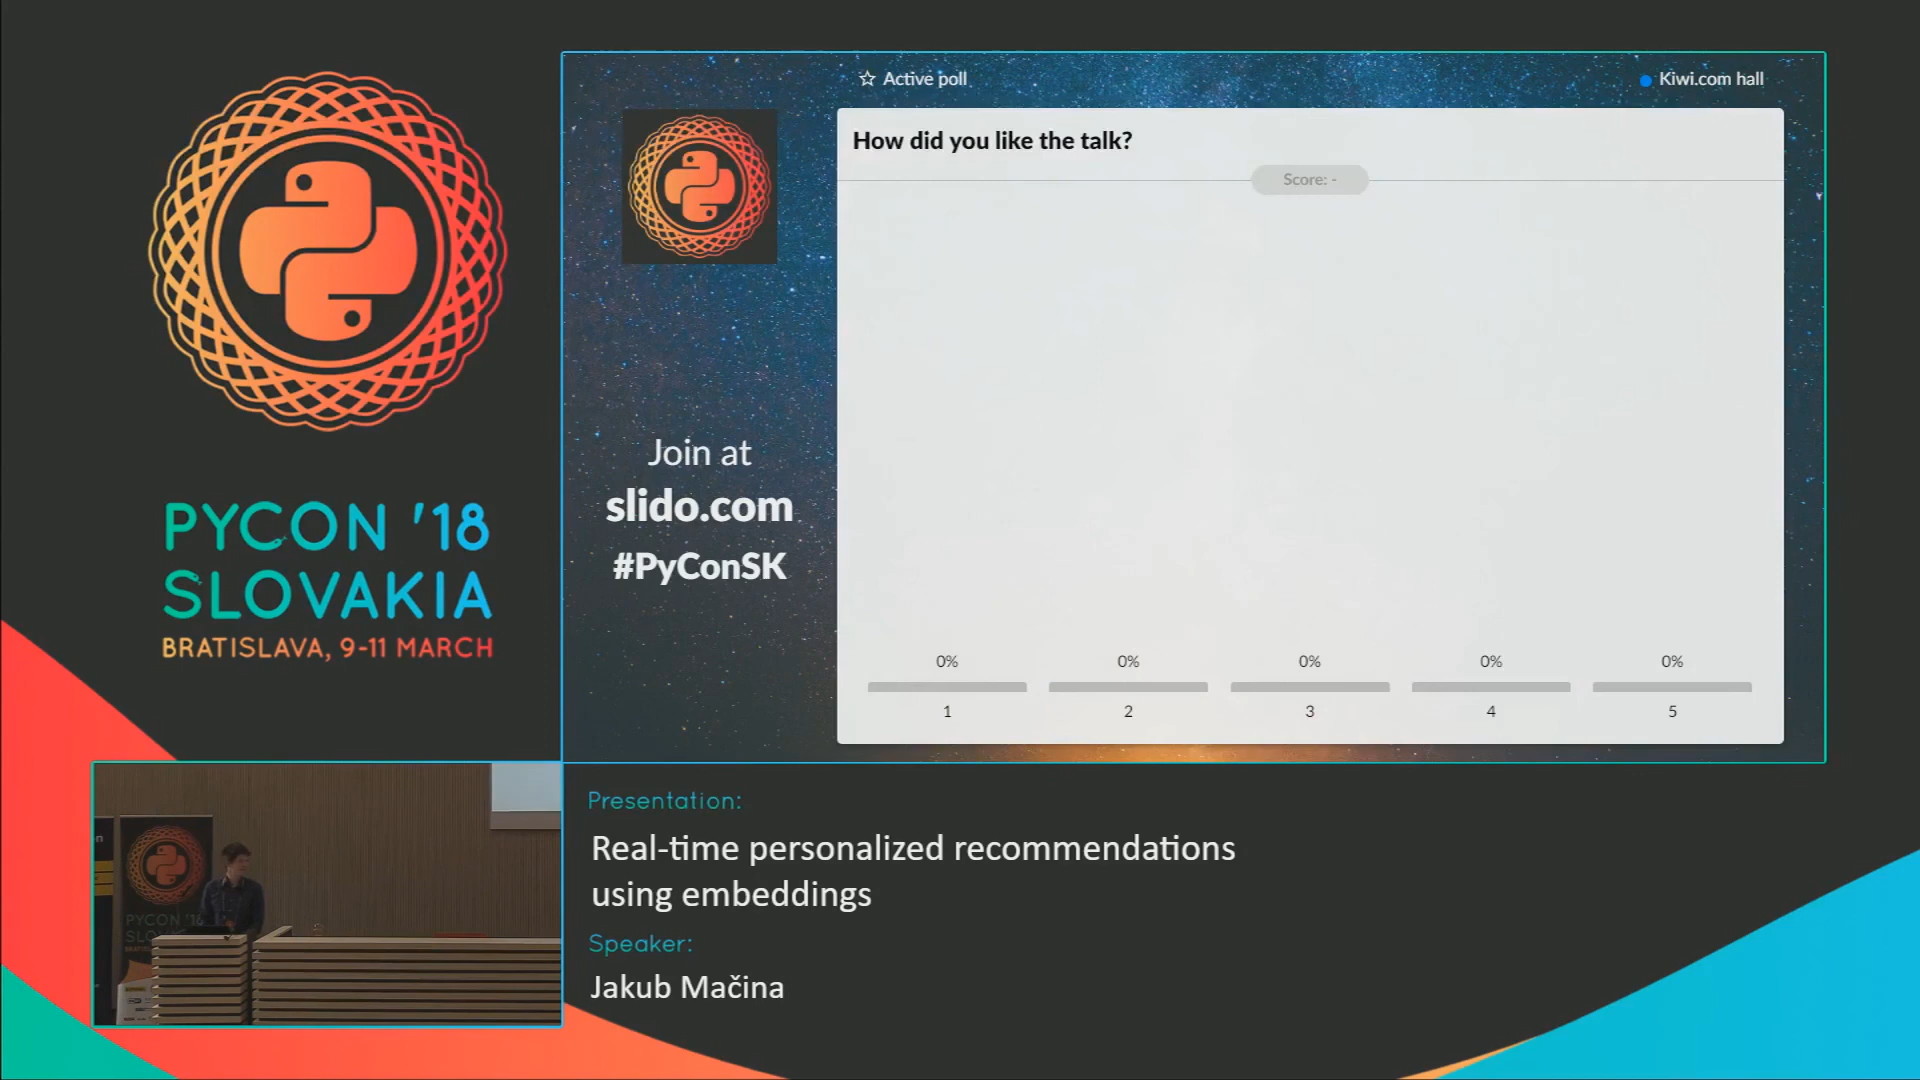 PYCON '18
SLOVAKIA
BRATISLAVA, 9-11 MARCH
Active poll
Kiwi.com hall
How did you like the talk?
Score: -
Join at
slido.com
#PyConSK
0%
0%
0%
0%
0%
1
2
3
4
5
PYCON '18
Presentation:
Real-time personalized recommendations
using embeddings
Speaker:
Jakub Mačina